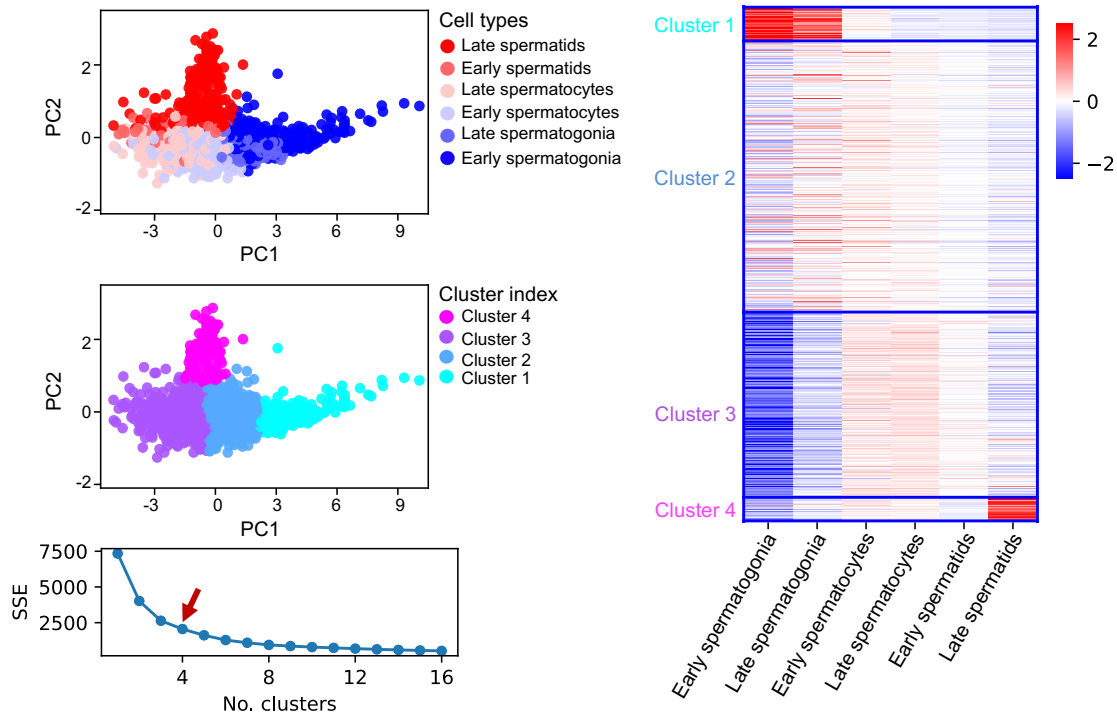 Cell types
Late spermatids
Early spermatids
Late spermatocytes
Early spermatocytes
Late spermatogonia
Early spermatogonia
PC2
2
0
-2
-3
0
3
6
9
PC1
Cluster index
Cluster 4
Cluster 3
Cluster 2
Cluster 1
PC2
2
0
-2
-3
0
3
6
9
PC1
SSE
7500
5000
2500
4
8
12
16
No. clusters
Cluster 1
Cluster 2
Cluster 3
Cluster 4
2
0
−2
Early spermatogonia
Late spermatogonia
Early spermatocytes
Late spermatocytes
Early spermatids
Late spermatids